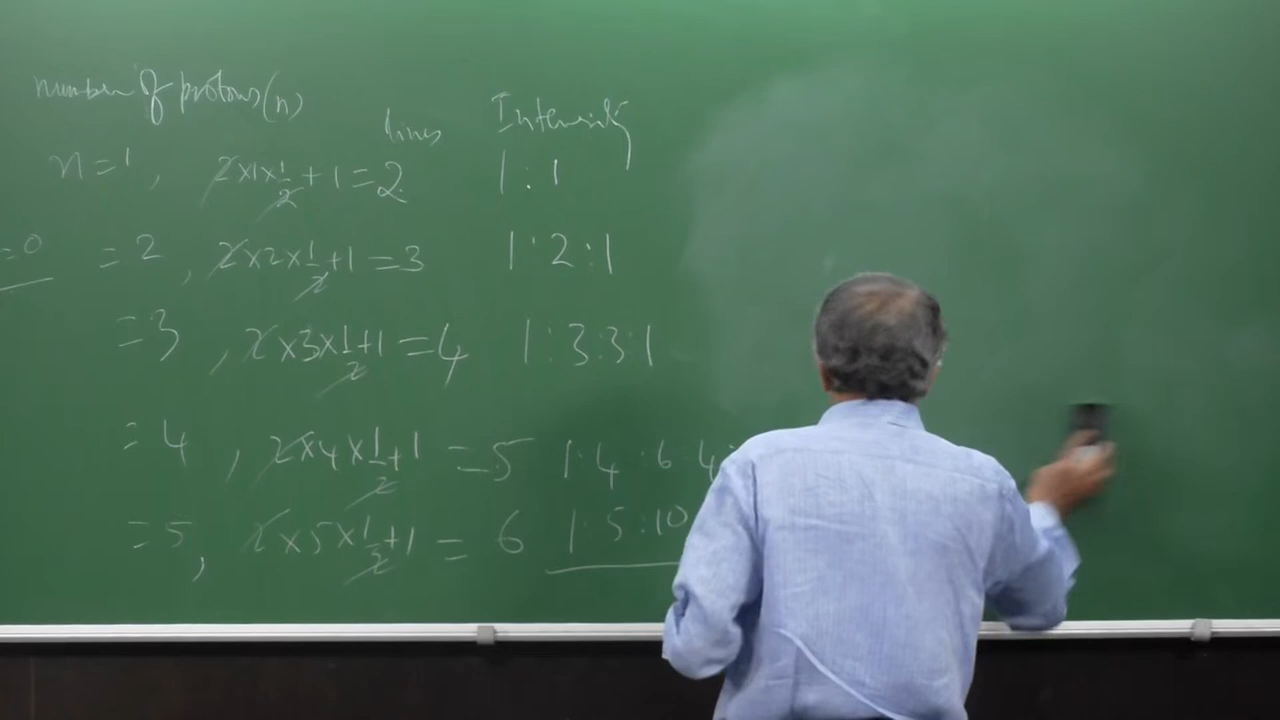 number of protons(n)
lines Intensity
n=1, 2×1×1/2+1=2 1:1
=0 =2, 2×2×1/2+1=3 1:2:1
=3, 2×3×1/2+1=4 1:3:3:1
=4, 2×4×1/2+1=5 1:4:6:4:
=5, 2×5×1/2+1=6 1:5:10